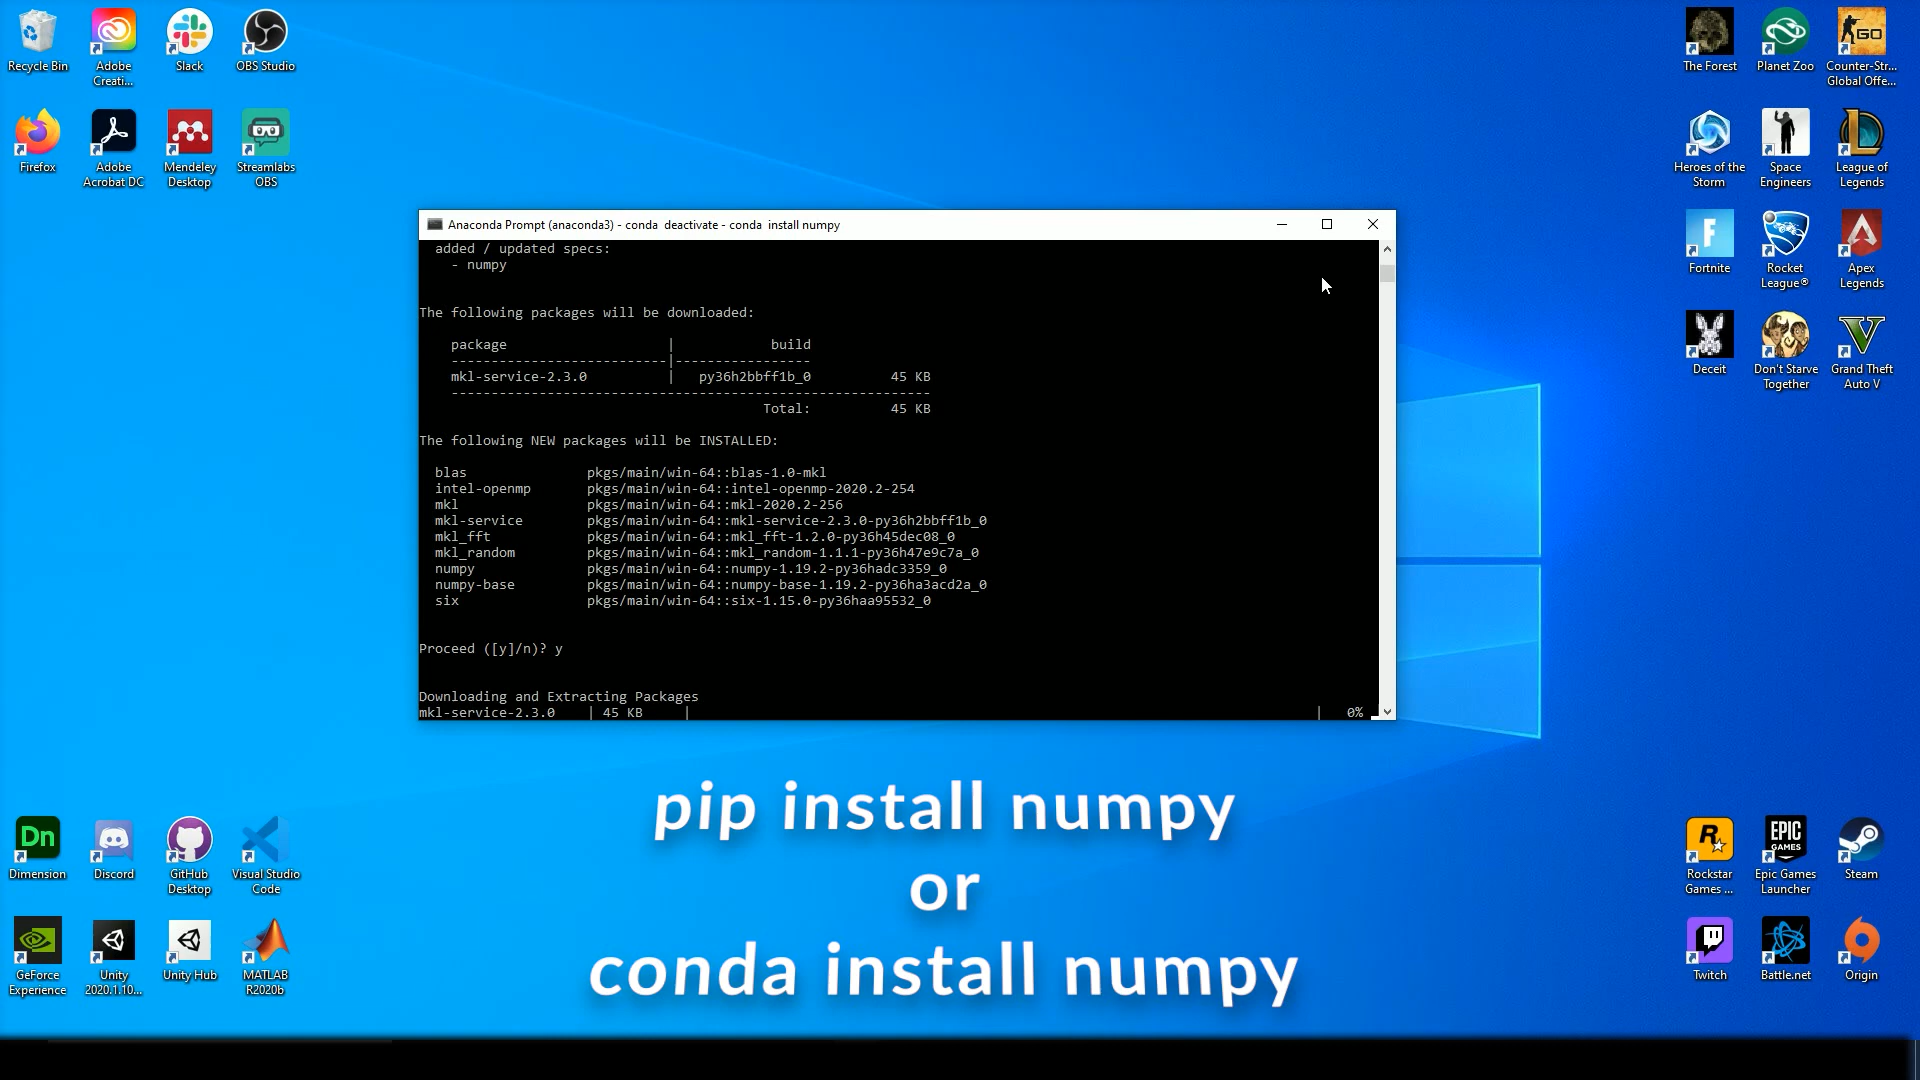 Recycle Bin
Adobe
Creati...
Slack
OBS Studio
Firefox
Adobe
Acrobat DC
Mendeley
Desktop
Streamlabs
OBS
The Forest
Planet Zoo
Counter-Str...
Global Offe...
GO
Heroes of the
Storm
Space
Engineers
League of
Legends
F
Fortnite
Rocket
League®
Apex
Legends
Deceit
Don't Starve
Together
V
Grand Theft
Auto V
Anaconda Prompt (anaconda3) - conda  deactivate - conda  install numpy
added / updated specs:
- numpy
The following packages will be downloaded:
package | build
---------------------------|-----------------
mkl-service-2.3.0 | py36h2bbff1b_0 45 KB
------------------------------------------------------------
Total: 45 KB
The following NEW packages will be INSTALLED:
blas pkgs/main/win-64::blas-1.0-mkl
intel-openmp pkgs/main/win-64::intel-openmp-2020.2-254
mkl pkgs/main/win-64::mkl-2020.2-256
mkl-service pkgs/main/win-64::mkl-service-2.3.0-py36h2bbff1b_0
mkl_fft pkgs/main/win-64::mkl_fft-1.2.0-py36h45dec08_0
mkl_random pkgs/main/win-64::mkl_random-1.1.1-py36h47e9c7a_0
numpy pkgs/main/win-64::numpy-1.19.2-py36hadc3359_0
numpy-base pkgs/main/win-64::numpy-base-1.19.2-py36ha3acd2a_0
six pkgs/main/win-64::six-1.15.0-py36haa95532_0
Proceed ([y]/n)? y
Downloading and Extracting Packages
mkl-service-2.3.0 | 45 KB | | 0%
pip install numpy
or
conda install numpy
Dn
Dimension
Discord
GitHub
Desktop
Visual Studio
Code
GeForce
Experience
Unity
2020.1.10...
Unity Hub
MATLAB
R2020b
R
Rockstar
Games ...
EPIC
GAMES
Epic Games
Launcher
Steam
Twitch
Battle.net
Origin